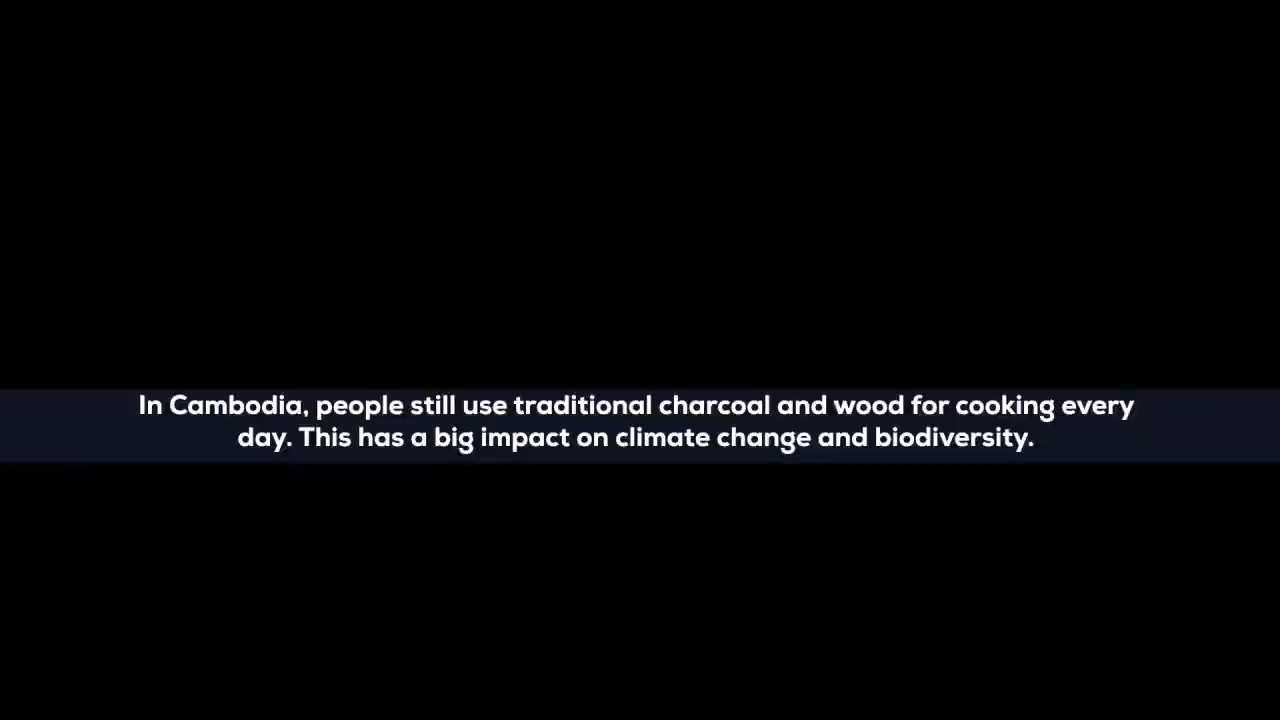 In Cambodia, people still use traditional charcoal and wood for cooking every
day. This has a big impact on climate change and biodiversity.